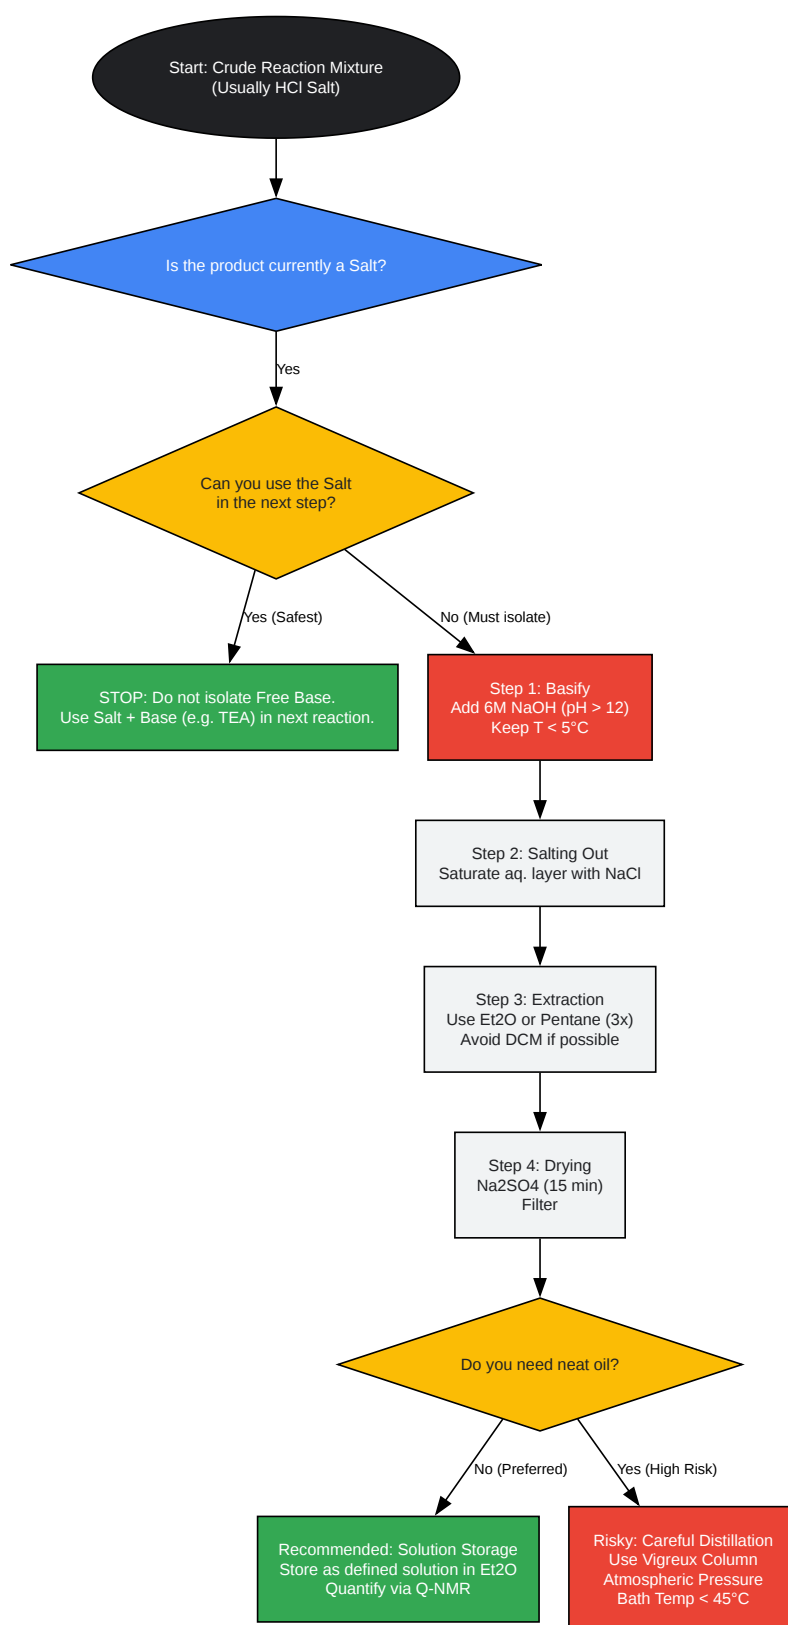 Start: Crude Reaction Mixture
(Usually HCl Salt)
Is the product currently a Salt?
Yes
Can you use the Salt
in the next step?
Yes (Safest)
No (Must isolate)
STOP: Do not isolate Free Base.
Use Salt + Base (e.g. TEA) in next reaction.
Step 1: Basify
Add 6M NaOH (pH > 12)
Keep T < 5°C
Step 2: Salting Out
Saturate aq. layer with NaCl
Step 3: Extraction
Use Et2O or Pentane (3x)
Avoid DCM if possible
Step 4: Drying
Na2SO4 (15 min)
Filter
Do you need neat oil?
No (Preferred)
Yes (High Risk)
Recommended: Solution Storage
Store as defined solution in Et2O
Quantify via Q-NMR
Risky: Careful Distillation
Use Vigreux Column
Atmospheric Pressure
Bath Temp < 45°C